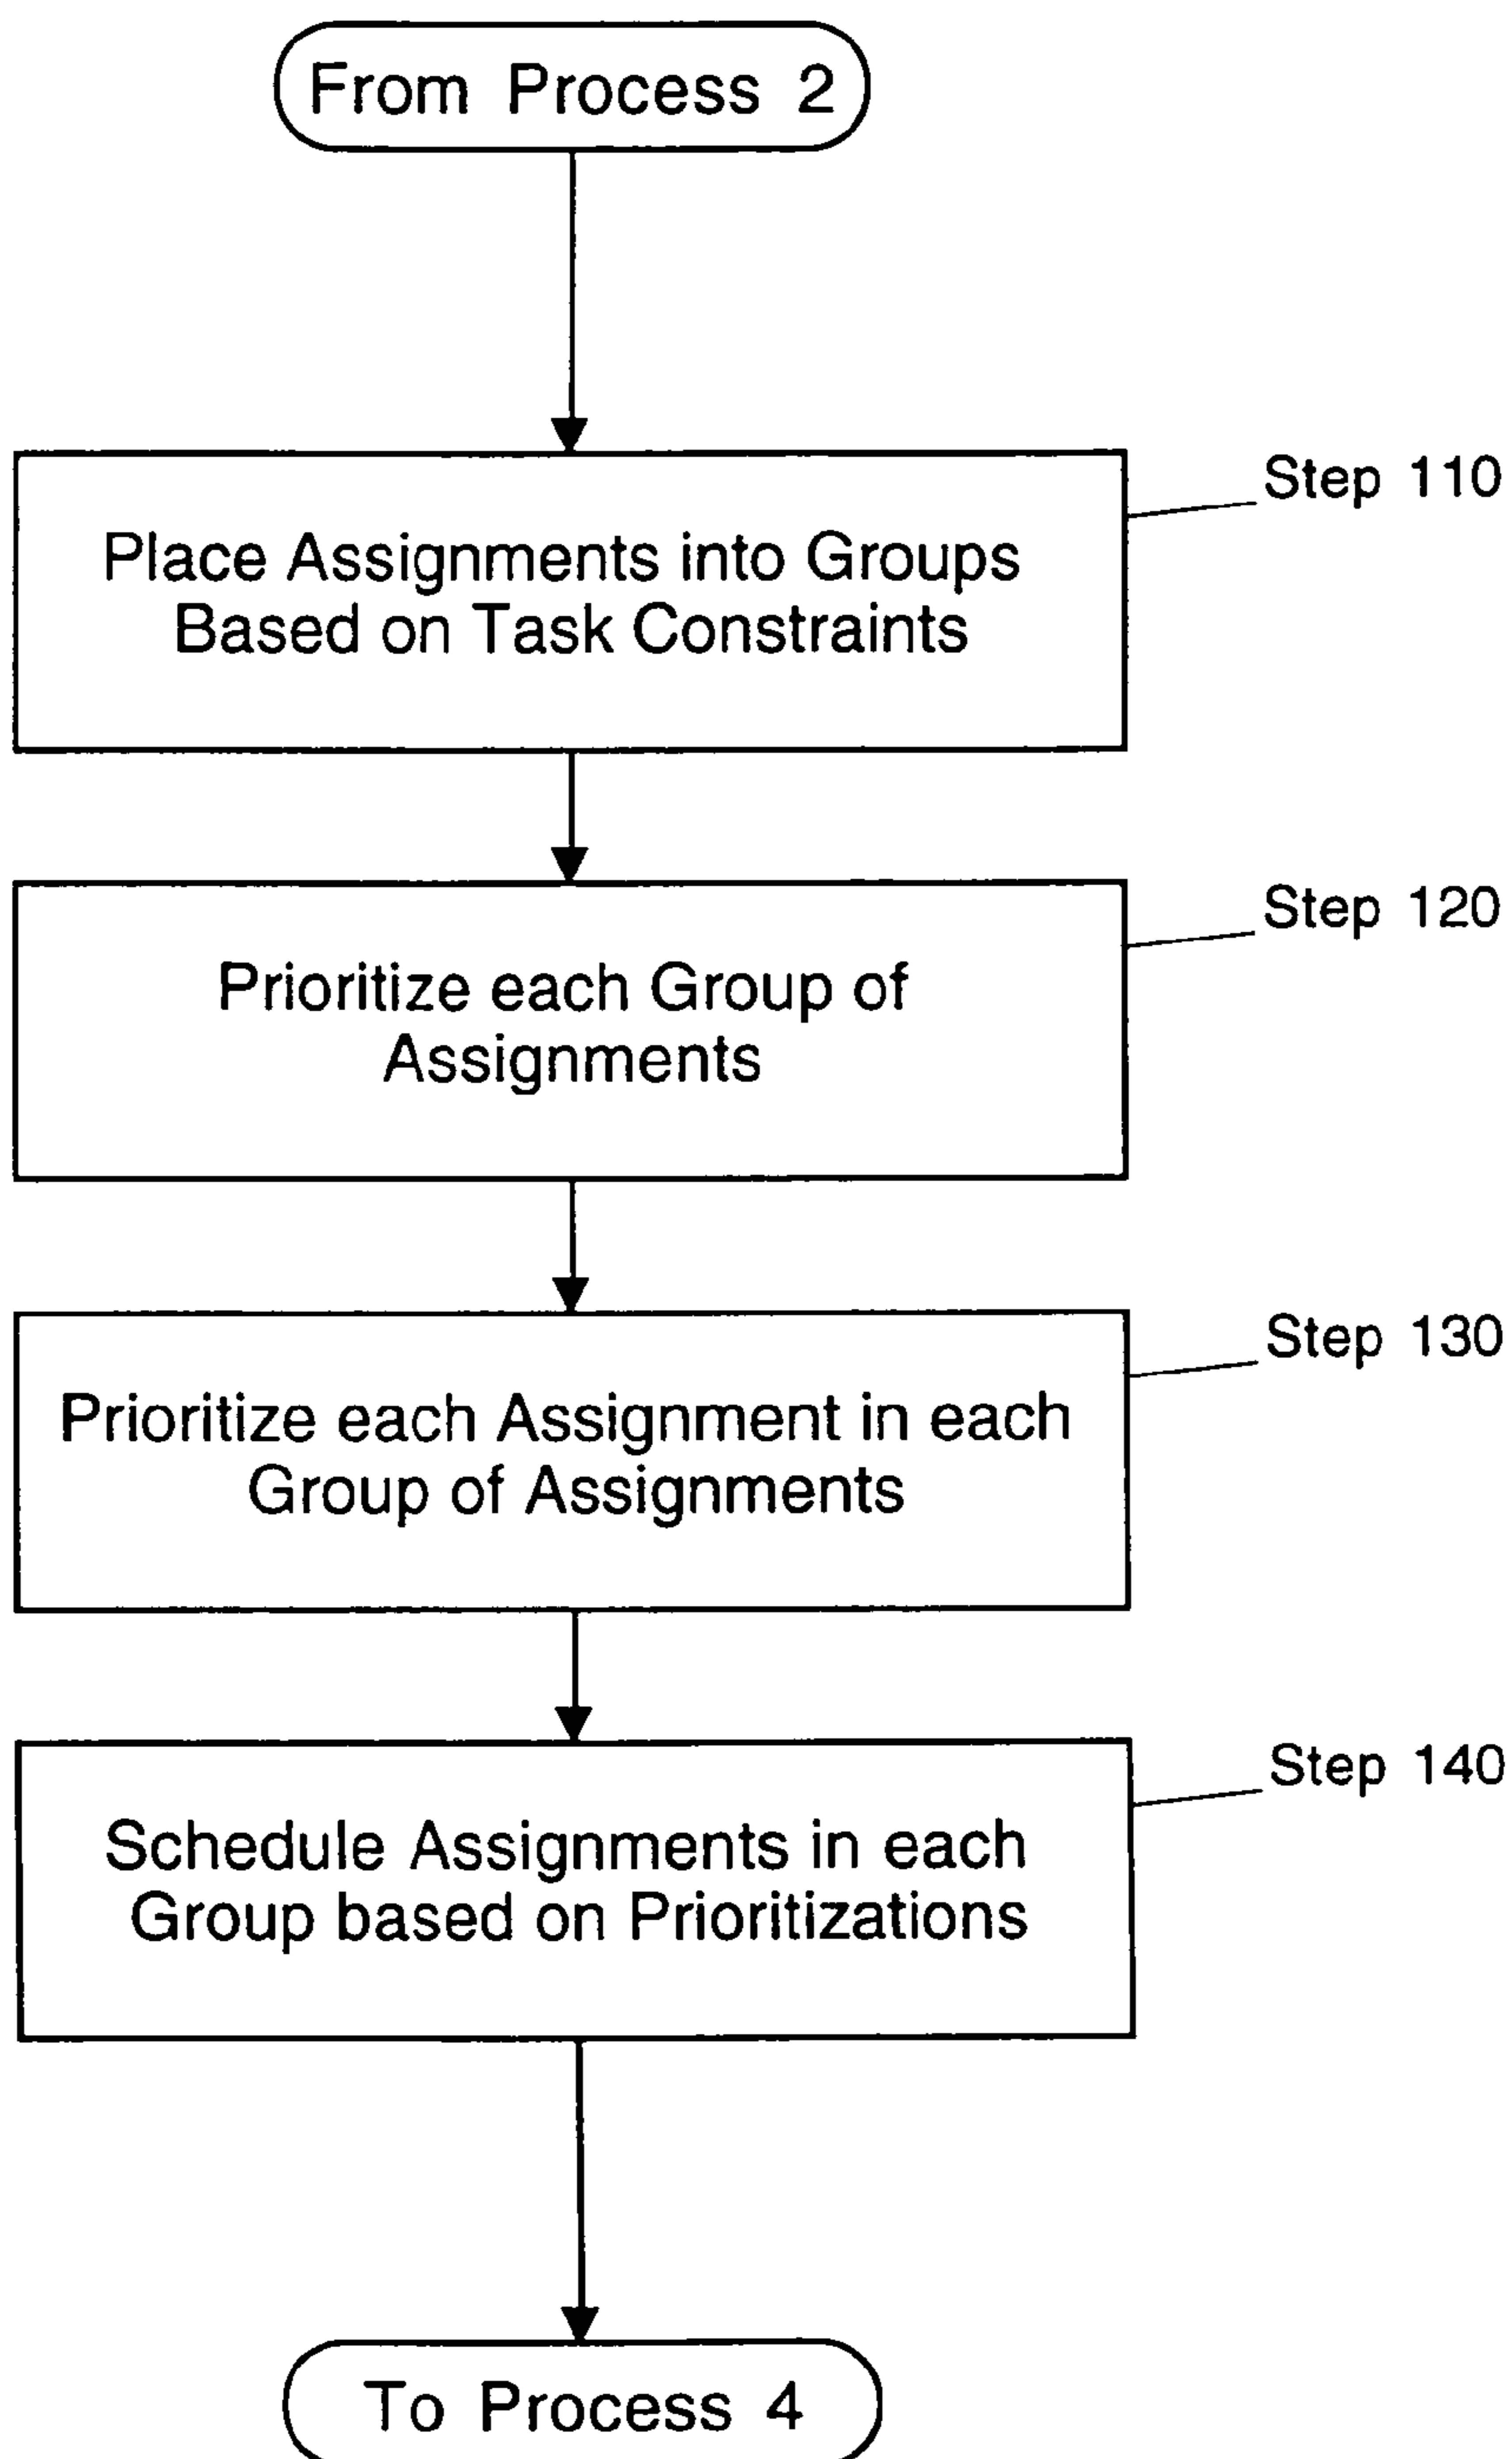 From Process 2
Step 110
Place Assignments into Groups
Based on Task Constraints
Step 120
Prioritize each Group of
Assignments
Step 130
Prioritize each Assignment in each
Group of Assignments
Step 140
Schedule Assignments in each
Group based on Prioritizations
To Process 4